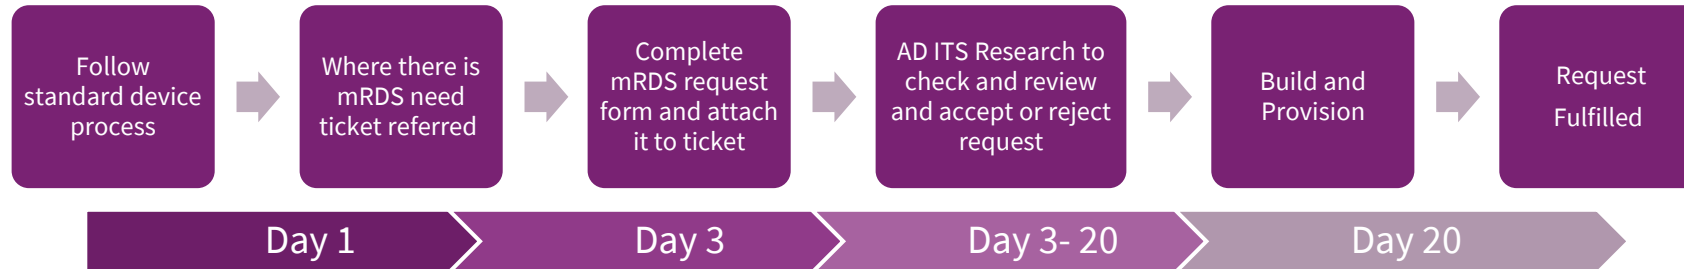 Follow
standard device
process
Where there is
mRDS need
ticket referred
Complete
mRDS request
form and attach
it to ticket
AD ITS Research to
check and review
and accept or reject
request
Build and
Provision
Request
Fulfilled
Day 1
Day 3
Day 3- 20
Day 20